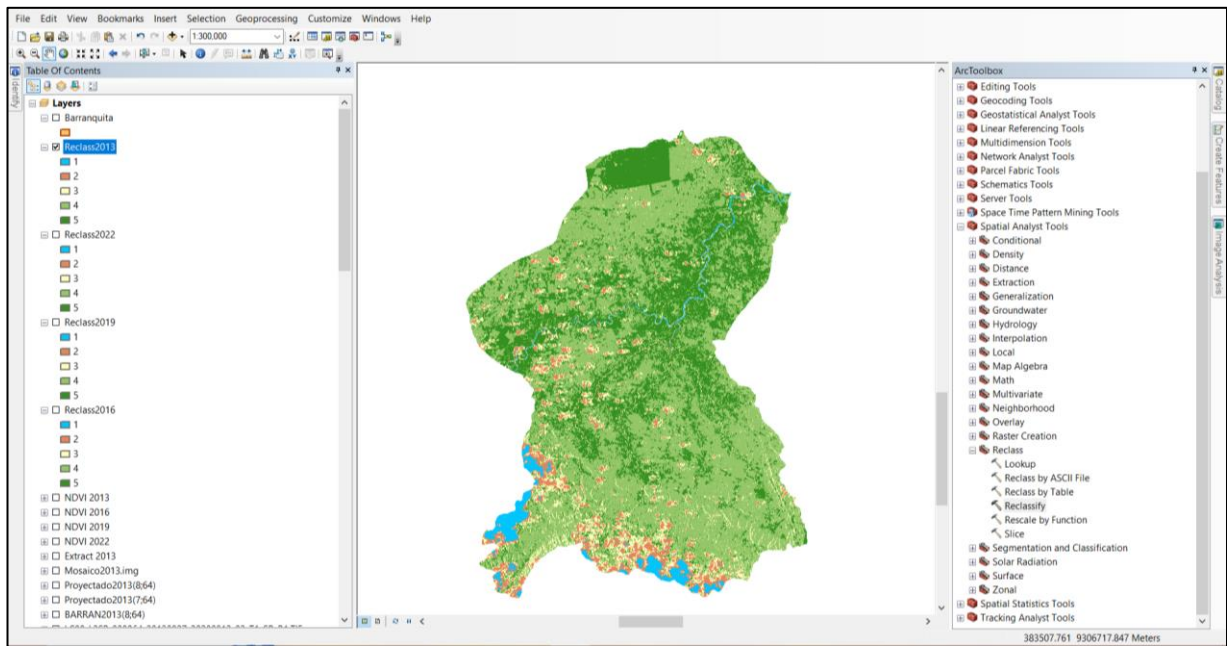 File Edit View Bookmarks Insert Selection Geoprocessing Customize Windows Help
1:300,000
Table Of Contents
Identify
Layers
Barranquita
Reclass2013
1
2
3
4
5
Reclass2022
1
2
3
4
5
Reclass2019
1
2
3
4
5
Reclass2016
1
2
3
4
5
NDVI 2013
NDVI 2016
NDVI 2019
NDVI 2022
Extract 2013
Mosaico2013.img
Proyectado2013(8;64)
Proyectado2013(7;64)
BARRAN2013(8;64)
ArcToolbox
Editing Tools
Geocoding Tools
Geostatistical Analyst Tools
Linear Referencing Tools
Multidimension Tools
Network Analyst Tools
Parcel Fabric Tools
Schematics Tools
Server Tools
Space Time Pattern Mining Tools
Spatial Analyst Tools
Conditional
Density
Distance
Extraction
Generalization
Groundwater
Hydrology
Interpolation
Local
Map Algebra
Math
Multivariate
Neighborhood
Overlay
Raster Creation
Reclass
Lookup
Reclass by ASCII File
Reclass by Table
Reclassify
Rescale by Function
Slice
Segmentation and Classification
Solar Radiation
Surface
Zonal
Spatial Statistics Tools
Tracking Analyst Tools
Catalog
Create Features
Image Analysis
383507.761 9306717.847 Meters